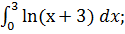 ∫₀³ ln(x + 3) dx;